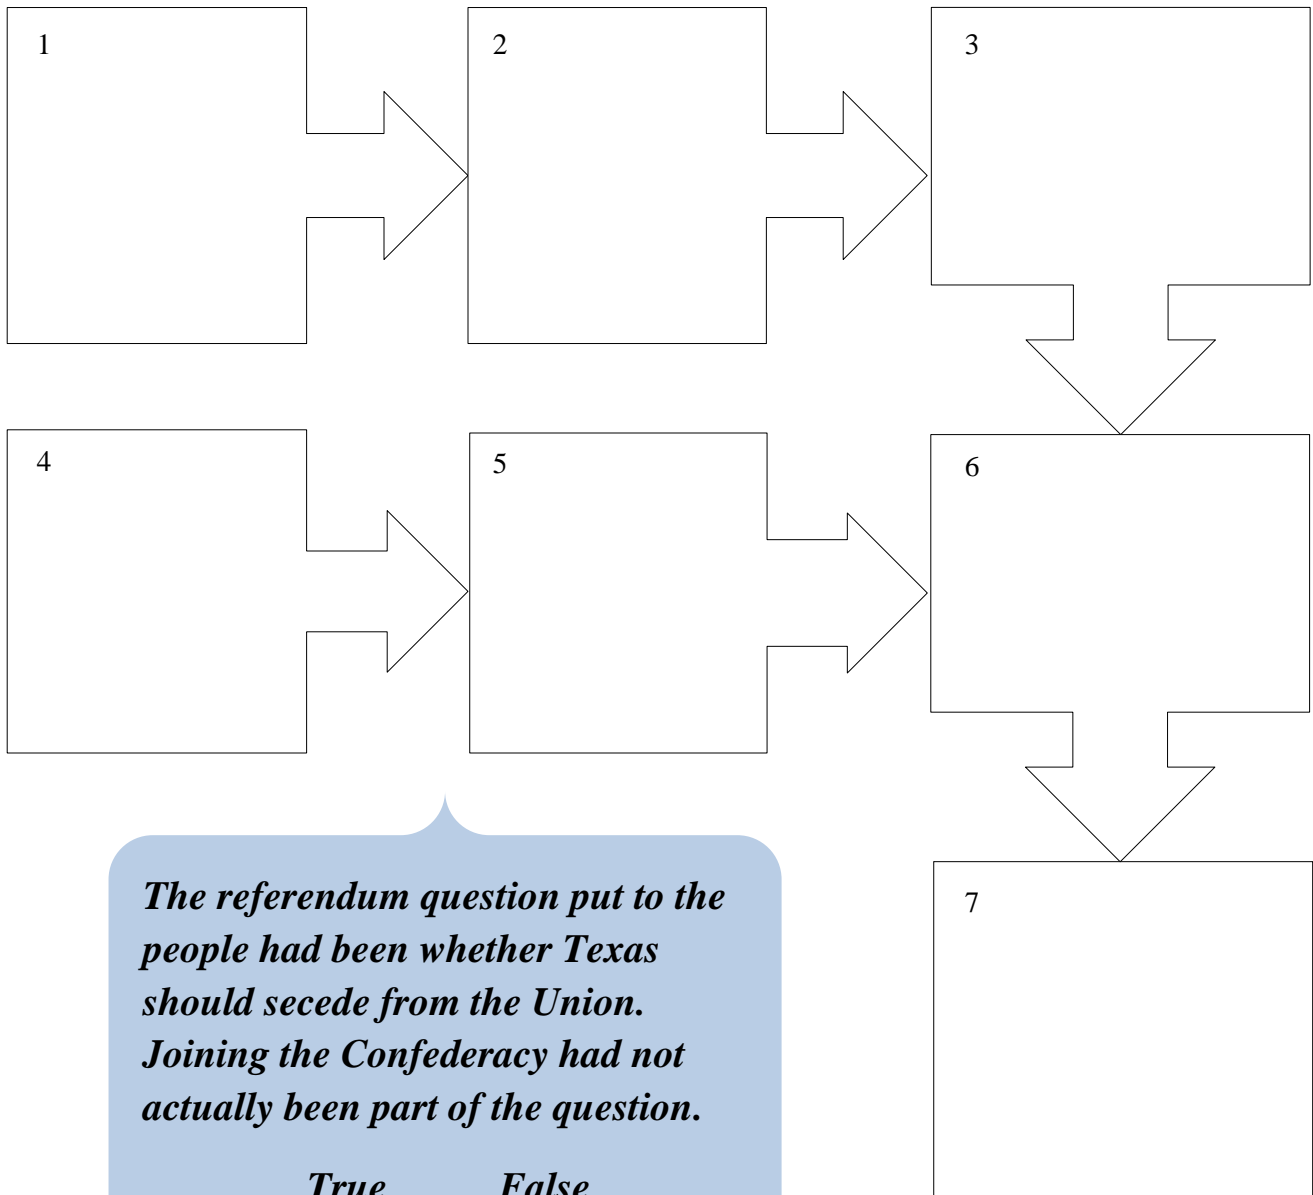 1
2
3
4
5
6
The referendum question put to the
people had been whether Texas
should secede from the Union.
Joining the Confederacy had not
actually been part of the question.
True False
7